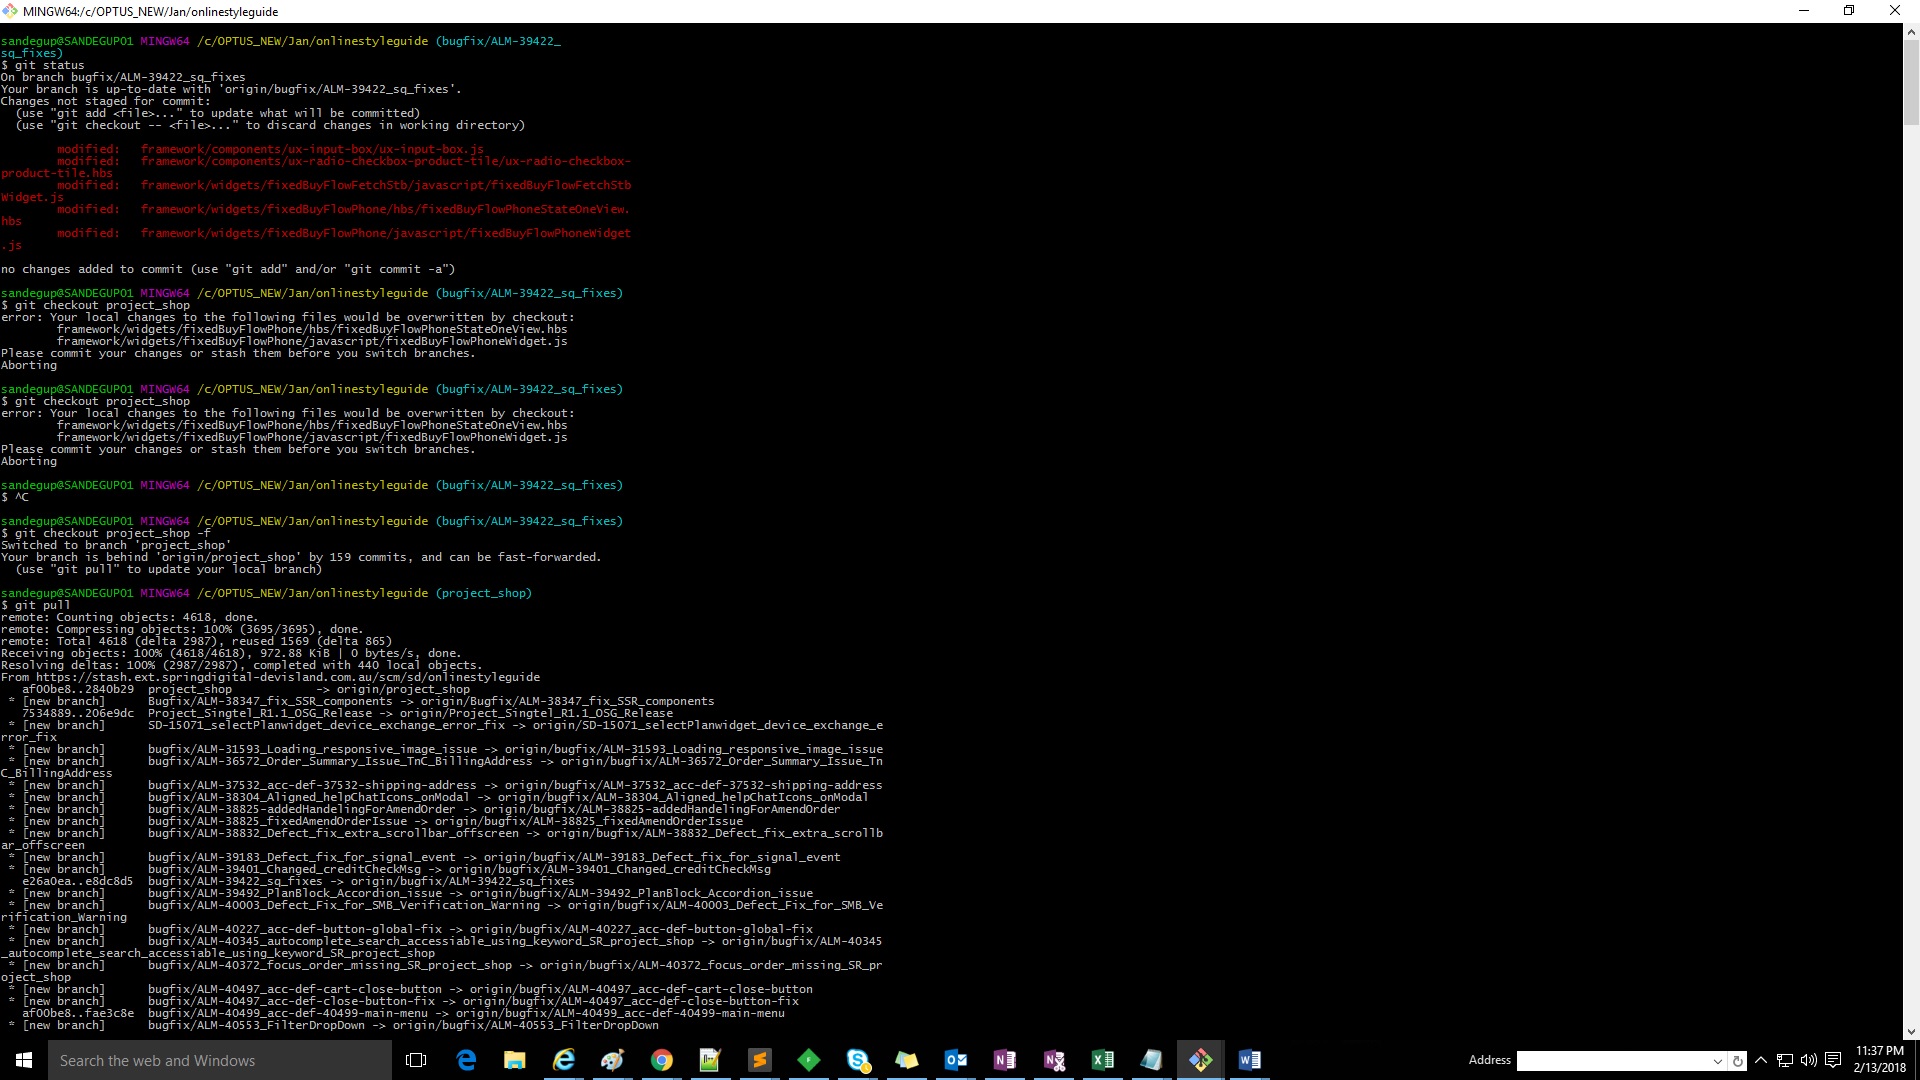 MINGW64:/c/OPTUS_NEW/Jan/onlinestyleguide
sandegup@SANDEGUP01 MINGW64 /c/OPTUS_NEW/Jan/onlinestyleguide (bugfix/ALM-39422_
sq_fixes)
$ git status
On branch bugfix/ALM-39422_sq_fixes
Your branch is up-to-date with 'origin/bugfix/ALM-39422_sq_fixes'.
Changes not staged for commit:
(use "git add <file>..." to update what will be committed)
(use "git checkout -- <file>..." to discard changes in working directory)
modified: framework/components/ux-input-box/ux-input-box.js
modified: framework/components/ux-radio-checkbox-product-tile/ux-radio-checkbox-
product-tile.hbs
modified: framework/widgets/fixedBuyFlowFetchStb/javascript/fixedBuyFlowFetchStb
Widget.js
modified: framework/widgets/fixedBuyFlowPhone/hbs/fixedBuyFlowPhoneStateOneView.
hbs
modified: framework/widgets/fixedBuyFlowPhone/javascript/fixedBuyFlowPhoneWidget
.js
no changes added to commit (use "git add" and/or "git commit -a")
sandegup@SANDEGUP01 MINGW64 /c/OPTUS_NEW/Jan/onlinestyleguide (bugfix/ALM-39422_sq_fixes)
$ git checkout project_shop
error: Your local changes to the following files would be overwritten by checkout:
framework/widgets/fixedBuyFlowPhone/hbs/fixedBuyFlowPhoneStateOneView.hbs
framework/widgets/fixedBuyFlowPhone/javascript/fixedBuyFlowPhoneWidget.js
Please commit your changes or stash them before you switch branches.
Aborting
sandegup@SANDEGUP01 MINGW64 /c/OPTUS_NEW/Jan/onlinestyleguide (bugfix/ALM-39422_sq_fixes)
$ git checkout project_shop
error: Your local changes to the following files would be overwritten by checkout:
framework/widgets/fixedBuyFlowPhone/hbs/fixedBuyFlowPhoneStateOneView.hbs
framework/widgets/fixedBuyFlowPhone/javascript/fixedBuyFlowPhoneWidget.js
Please commit your changes or stash them before you switch branches.
Aborting
sandegup@SANDEGUP01 MINGW64 /c/OPTUS_NEW/Jan/onlinestyleguide (bugfix/ALM-39422_sq_fixes)
$ ^C
sandegup@SANDEGUP01 MINGW64 /c/OPTUS_NEW/Jan/onlinestyleguide (bugfix/ALM-39422_sq_fixes)
$ git checkout project_shop -f
Switched to branch 'project_shop'
Your branch is behind 'origin/project_shop' by 159 commits, and can be fast-forwarded.
(use "git pull" to update your local branch)
sandegup@SANDEGUP01 MINGW64 /c/OPTUS_NEW/Jan/onlinestyleguide (project_shop)
$ git pull
remote: Counting objects: 4618, done.
remote: Compressing objects: 100% (3695/3695), done.
remote: Total 4618 (delta 2987), reused 1569 (delta 865)
Receiving objects: 100% (4618/4618), 972.88 KiB | 0 bytes/s, done.
Resolving deltas: 100% (2987/2987), completed with 440 local objects.
From https://stash.ext.springdigital-devisland.com.au/scm/sd/onlinestyleguide
af00be8..2840b29 project_shop -> origin/project_shop
* [new branch] Bugfix/ALM-38347_fix_SSR_components -> origin/Bugfix/ALM-38347_fix_SSR_components
7534889..206e9dc Project_Singtel_R1.1_OSG_Release -> origin/Project_Singtel_R1.1_OSG_Release
* [new branch] SD-15071_selectPlanwidget_device_exchange_error_fix -> origin/SD-15071_selectPlanwidget_device_exchange_e
rror_fix
* [new branch] bugfix/ALM-31593_Loading_responsive_image_issue -> origin/bugfix/ALM-31593_Loading_responsive_image_issue
* [new branch] bugfix/ALM-36572_Order_Summary_Issue_TnC_BillingAddress -> origin/bugfix/ALM-36572_Order_Summary_Issue_Tn
C_BillingAddress
* [new branch] bugfix/ALM-37532_acc-def-37532-shipping-address -> origin/bugfix/ALM-37532_acc-def-37532-shipping-address
* [new branch] bugfix/ALM-38304_Aligned_helpChatIcons_onModal -> origin/bugfix/ALM-38304_Aligned_helpChatIcons_onModal
* [new branch] bugfix/ALM-38825-addedHandelingForAmendOrder -> origin/bugfix/ALM-38825-addedHandelingForAmendOrder
* [new branch] bugfix/ALM-38825_fixedAmendOrderIssue -> origin/bugfix/ALM-38825_fixedAmendOrderIssue
* [new branch] bugfix/ALM-38832_Defect_fix_extra_scrollbar_offscreen -> origin/bugfix/ALM-38832_Defect_fix_extra_scrollb
ar_offscreen
* [new branch] bugfix/ALM-39183_Defect_fix_for_signal_event -> origin/bugfix/ALM-39183_Defect_fix_for_signal_event
* [new branch] bugfix/ALM-39401_Changed_creditCheckMsg -> origin/bugfix/ALM-39401_Changed_creditCheckMsg
e26a0ea..e8dc8d5 bugfix/ALM-39422_sq_fixes -> origin/bugfix/ALM-39422_sq_fixes
* [new branch] bugfix/ALM-39492_PlanBlock_Accordion_issue -> origin/bugfix/ALM-39492_PlanBlock_Accordion_issue
* [new branch] bugfix/ALM-40003_Defect_Fix_for_SMB_Verification_Warning -> origin/bugfix/ALM-40003_Defect_Fix_for_SMB_Ve
rification_Warning
* [new branch] bugfix/ALM-40227_acc-def-button-global-fix -> origin/bugfix/ALM-40227_acc-def-button-global-fix
* [new branch] bugfix/ALM-40345_autocomplete_search_accessiable_using_keyword_SR_project_shop -> origin/bugfix/ALM-40345
_autocomplete_search_accessiable_using_keyword_SR_project_shop
* [new branch] bugfix/ALM-40372_focus_order_missing_SR_project_shop -> origin/bugfix/ALM-40372_focus_order_missing_SR_pr
oject_shop
* [new branch] bugfix/ALM-40497_acc-def-cart-close-button -> origin/bugfix/ALM-40497_acc-def-cart-close-button
* [new branch] bugfix/ALM-40497_acc-def-close-button-fix -> origin/bugfix/ALM-40497_acc-def-close-button-fix
af00be8..fae3c8e bugfix/ALM-40499_acc-def-40499-main-menu -> origin/bugfix/ALM-40499_acc-def-40499-main-menu
* [new branch] bugfix/ALM-40553_FilterDropDown -> origin/bugfix/ALM-40553_FilterDropDown
Search the web and Windows
Address
11:37 PM
2/13/2018